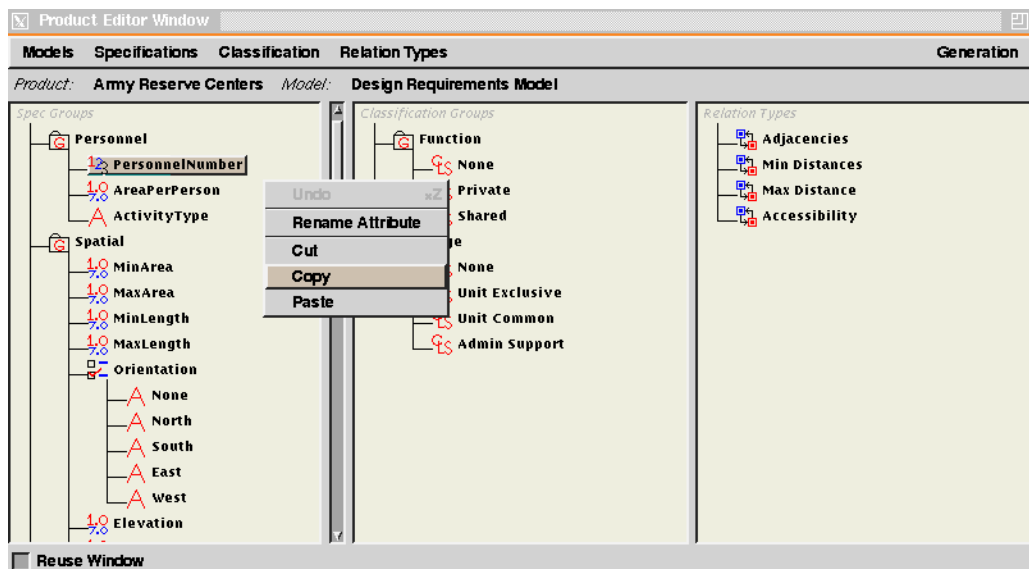 Product Editor Window
Models Specifications Classification Relation Types Generation
Product: Army Reserve Centers Model: Design Requirements Model
Spec Groups
Personnel
PersonnelNumber
AreaPerPerson
ActivityType
Spatial
MinArea
MaxArea
MinLength
MaxLength
Orientation
None
North
South
East
West
Elevation
Undo xZ
Rename Attribute
Cut
Copy
Paste
Classification Groups
Function
None
Private
Shared
ge
None
Unit Exclusive
Unit Common
Admin Support
Relation Types
Adjacencies
Min Distances
Max Distance
Accessibility
Reuse Window